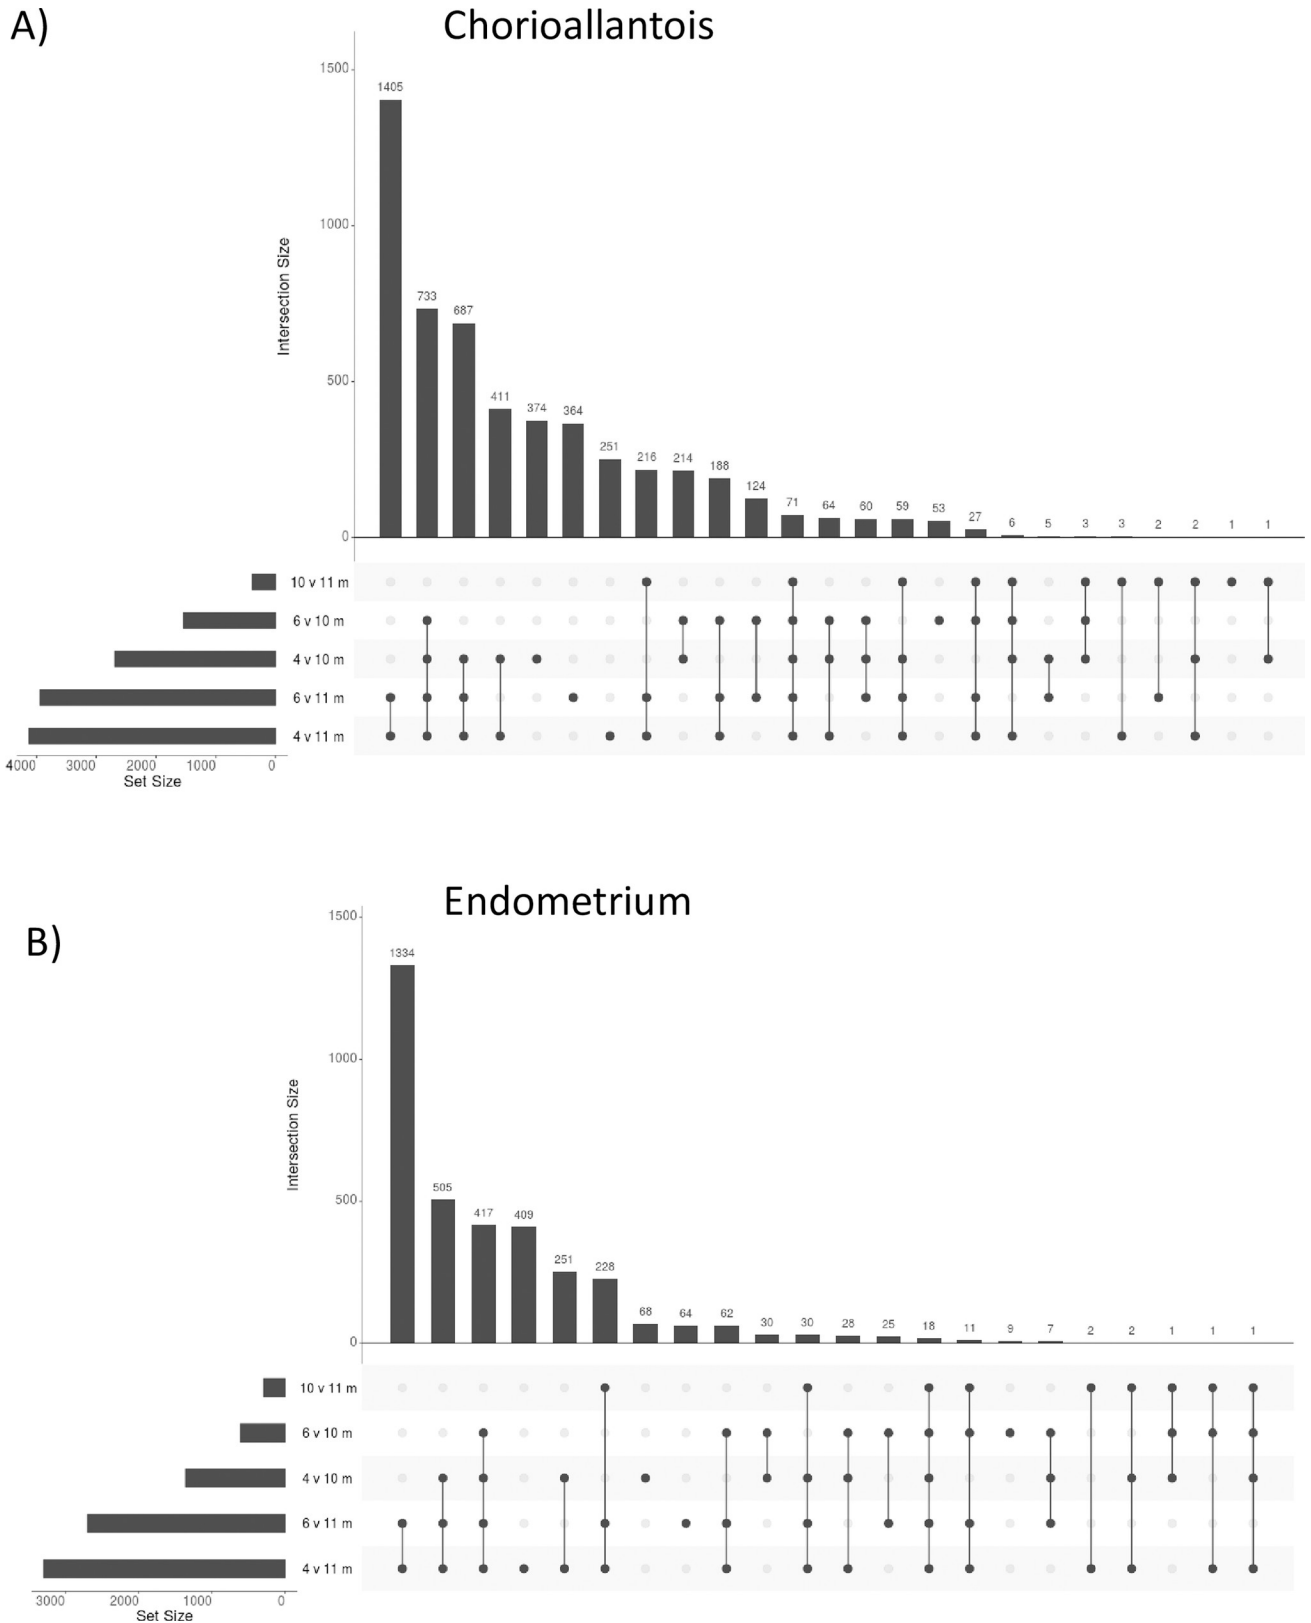 A)
Chorioallantois
1500
1405
1000
Intersection Size
733
687
500
411
374
364
251
216
214
188
124
71
64
60
59
53
27
6
5
3
3
2
2
1
1
0
10 v 11 m
6 v 10 m
4 v 10 m
6 v 11 m
4 v 11 m
4000 3000 2000 1000 0
Set Size
Endometrium
B)
1500
1334
1000
Intersection Size
500
505
417
409
251
228
68
64
62
30
30
28
25
18
11
9
7
2
2
1
1
1
0
10 v 11 m
6 v 10 m
4 v 10 m
6 v 11 m
4 v 11 m
3000 2000 1000 0
Set Size